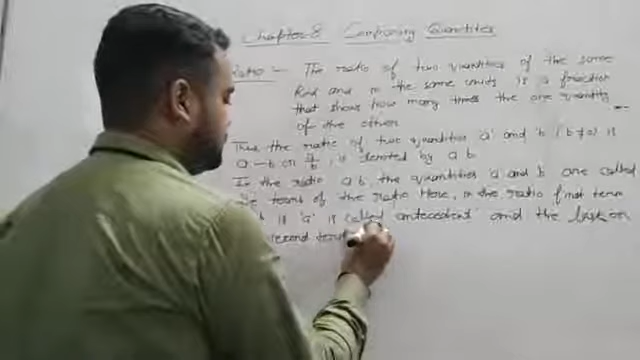 Chapter-8 Comparing Quantities
Ratio :- The ratio of two quantities of the same
kind and in the same units is a fraction
that shows how many times the one quantity
of the other
Thus the ratio of two quantities 'a' and 'b' (b≠0) is
a÷b or a/b, is denoted by a:b
In the ratio a:b, the quantities a and b are called
the terms of the ratio Here, in the ratio first term
b is 'a' is called 'antecedent' and the last or
second term